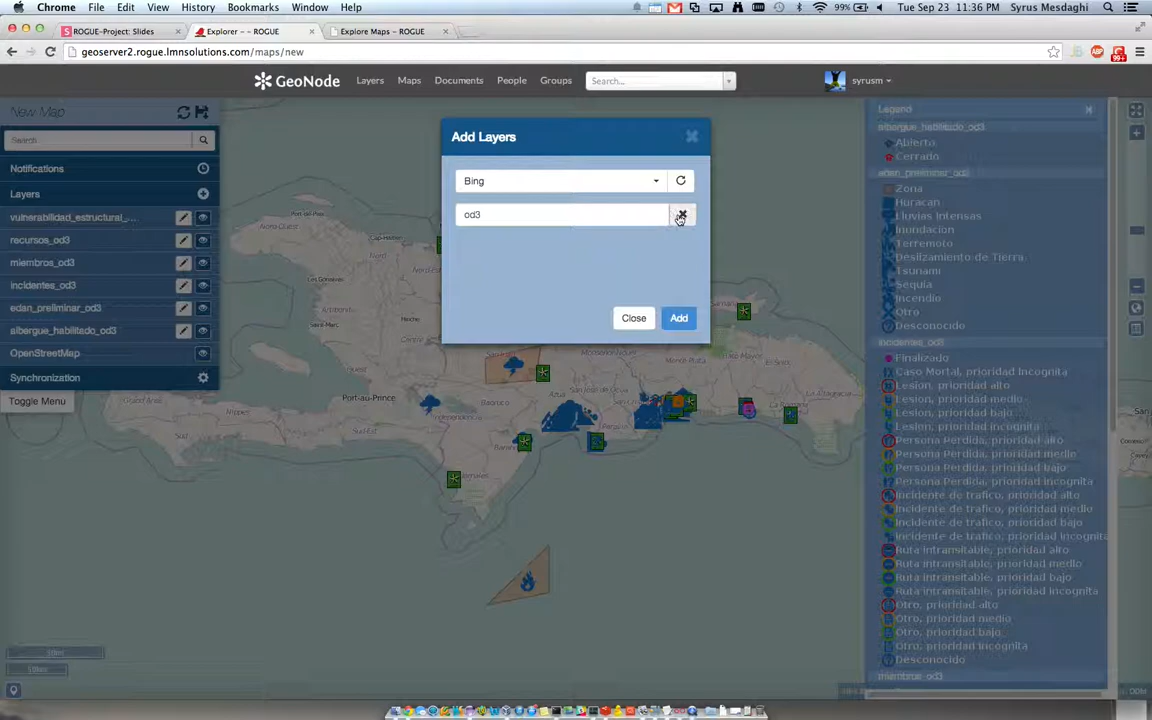 Chrome File Edit View History Bookmarks Window Help
99% Tue Sep 23 11:36 PM Syrus Mesdaghi
ROGUE-Project: Slides
Explorer - - ROGUE
Explore Maps – ROGUE
geoserver2.rogue.lmnsolutions.com/maps/new
ABP
99+
GeoNode Layers Maps Documents People Groups Search... syrusm
New Map
Search
Notifications
Layers
vulnerabilidad_estructural_...
recursos_od3
miembros_od3
incidentes_od3
edan_preliminar_od3
albergue_habilitado_od3
OpenStreetMap
Synchronization
Toggle Menu
Add Layers
Bing
od3
Close Add
Port-au-Prince
Azua
Legend
albergue_habilitado_od3
Abierto
Cerrado
edan_preliminar_od3
Zona
Huracan
Lluvias Intensas
Inundacion
Terremoto
Deslizamiento de Tierra
Tsunami
Sequia
Incendio
Otro
Desconocido
incidentes_od3
Finalizado
Caso Mortal, prioridad incognita
Lesion, prioridad alto
Lesion, prioridad medio
Lesion, prioridad bajo
Lesion, prioridad incognita
Persona Perdida, prioridad alto
Persona Perdida, prioridad medio
Persona Perdida, prioridad bajo
Persona Perdida, prioridad incognita
Incidente de trafico, prioridad alto
Incidente de trafico, prioridad medio
Incidente de trafico, prioridad bajo
Incidente de trafico, prioridad incognita
Ruta intransitable, prioridad alto
Ruta intransitable, prioridad medio
Ruta intransitable, prioridad bajo
Ruta intransitable, prioridad incognita
Otro, prioridad alto
Otro, prioridad medio
Otro, prioridad bajo
Otro, prioridad incognita
Desconocido
miembros_od3